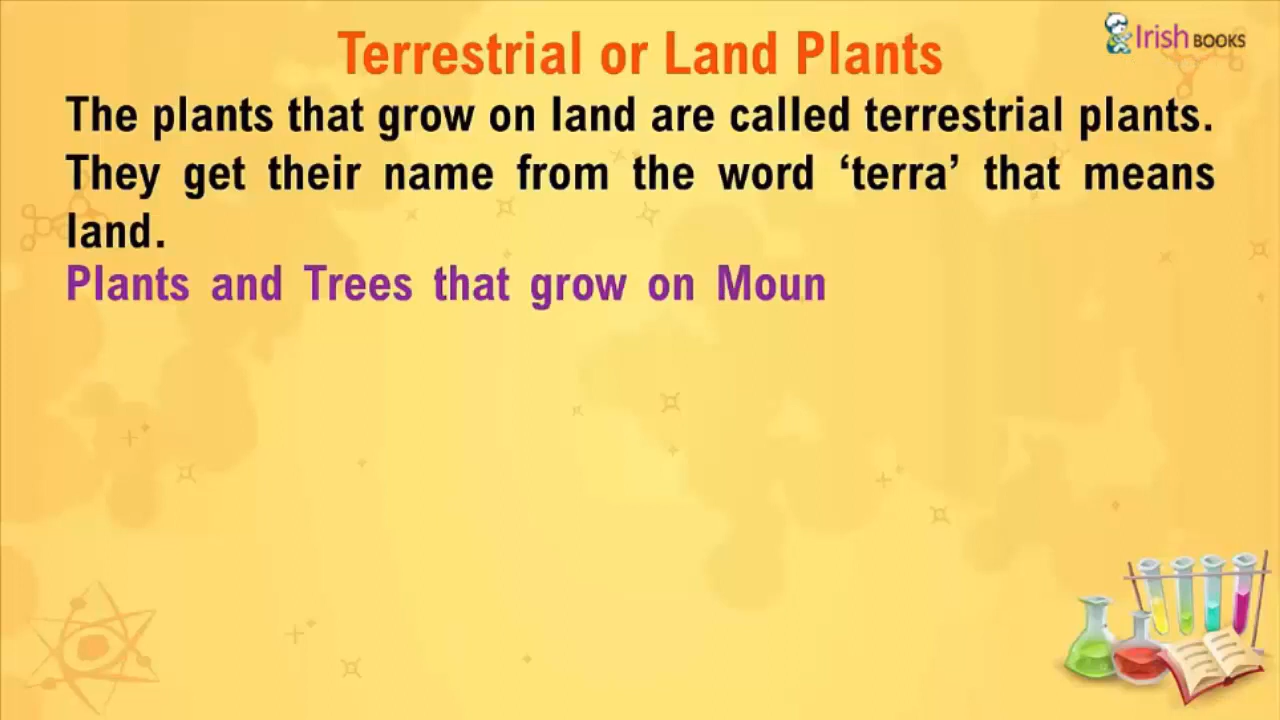 Irish BOOKS
Terrestrial or Land Plants
The plants that grow on land are called terrestrial plants.
They get their name from the word ‘terra’ that means
land.
Plants and Trees that grow on Moun